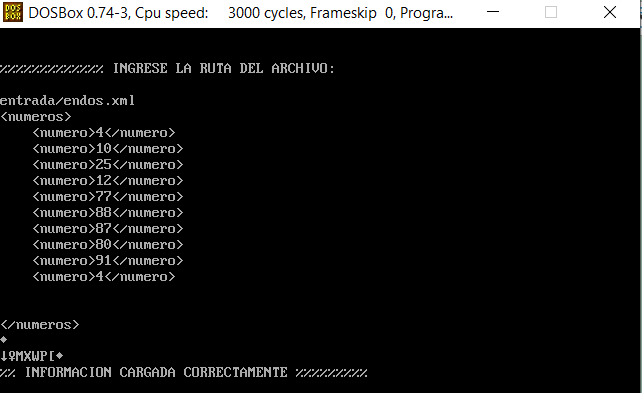 DOSBox 0.74-3, Cpu speed:    3000 cycles, Frameskip  0, Progra...
%%%%%%%%%%%%% INGRESE LA RUTA DEL ARCHIVO:
entrada/endos.xml
<numeros>
    <numero>4</numero>
    <numero>10</numero>
    <numero>25</numero>
    <numero>12</numero>
    <numero>77</numero>
    <numero>88</numero>
    <numero>87</numero>
    <numero>80</numero>
    <numero>91</numero>
    <numero>4</numero>
</numeros>
♦
↓♀MXWP[♦
%% INFORMACION CARGADA CORRECTAMENTE %%%%%%%%%